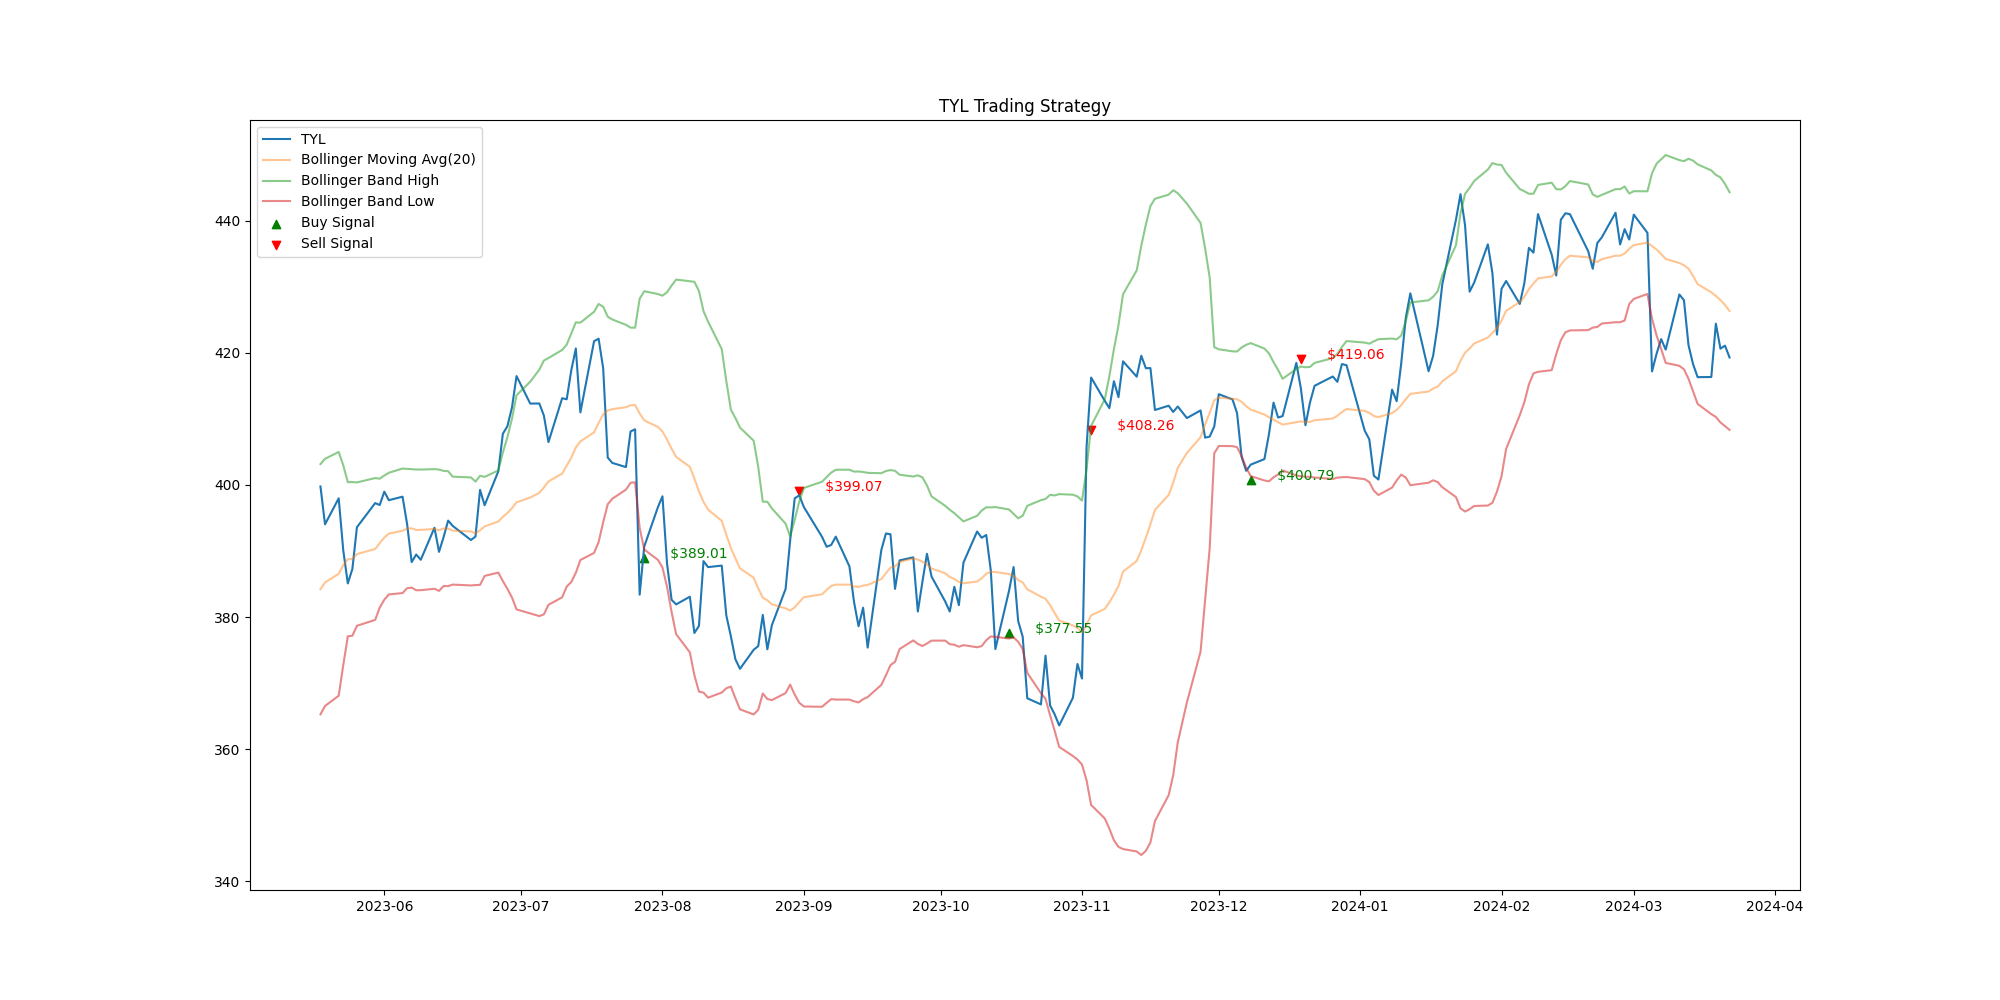 TYL Trading Strategy
TYL
Bollinger Moving Avg(20)
Bollinger Band High
Bollinger Band Low
Buy Signal
Sell Signal
440
420
400
380
360
340
$419.06
$408.26
$400.79
$399.07
$389.01
$377.55
2023-06 2023-07 2023-08 2023-09 2023-10 2023-11 2023-12 2024-01 2024-02 2024-03 2024-04